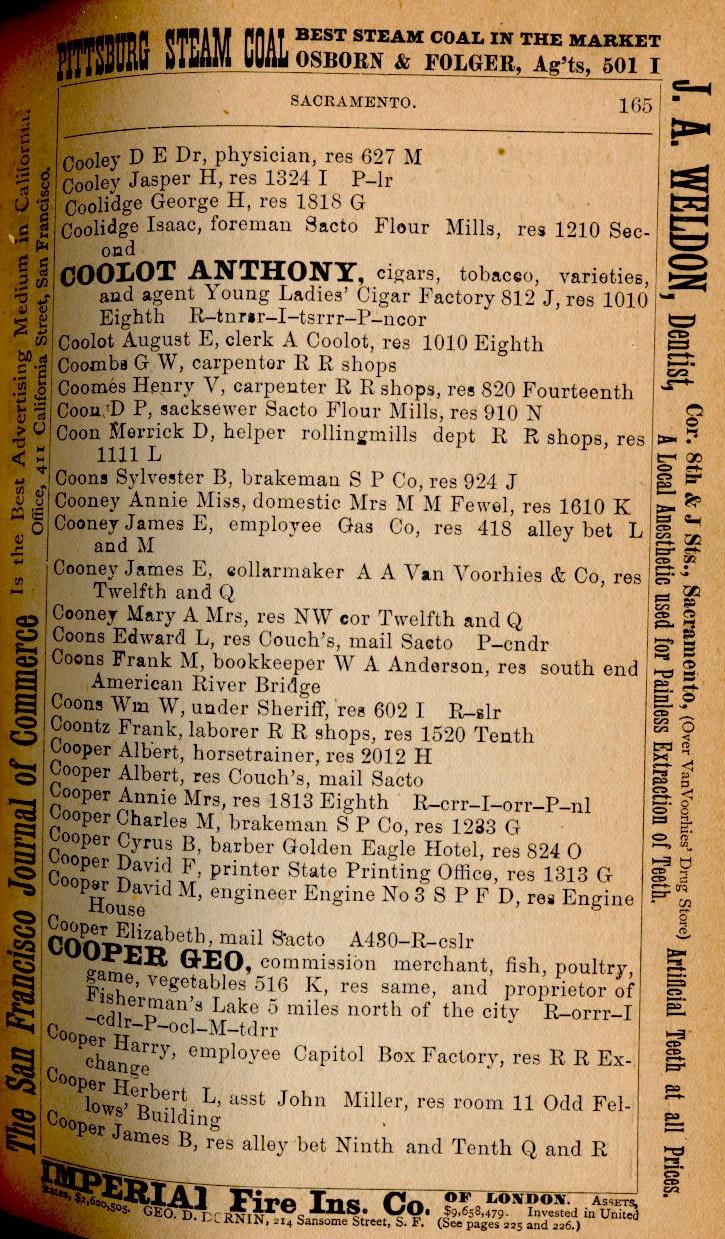 PITTSBURG STEAM COAL BEST STEAM COAL IN THE MARKET
OSBORN & FOLGER, Ag'ts, 501 I
SACRAMENTO. 165
Cooley D E Dr, physician, res 627 M
Cooley Jasper H, res 1324 I P–lr
Coolidge George H, res 1818 G
Coolidge Isaac, foreman Sacto Flour Mills, res 1210 Sec-
ond
COOLOT ANTHONY, cigars, tobacco, varieties,
and agent Young Ladies' Cigar Factory 812 J, res 1010
Eighth R–tnrsr–I–tsrrr–P–ncor
Coolot August E, clerk A Coolot, res 1010 Eighth
Coombs G W, carpenter R R shops
Coomes Henry V, carpenter R R shops, res 820 Fourteenth
Coon D P, sacksewer Sacto Flour Mills, res 910 N
Coon Merrick D, helper rollingmills dept R R shops, res
1111 L
Coons Sylvester B, brakeman S P Co, res 924 J
Cooney Annie Miss, domestic Mrs M M Fewel, res 1610 K
Cooney James E, employee Gas Co, res 418 alley bet L
and M
Cooney James E, collarmaker A A Van Voorhies & Co, res
Twelfth and Q
Cooney Mary A Mrs, res NW cor Twelfth and Q
Coons Edward L, res Couch's, mail Sacto P–cndr
Coons Frank M, bookkeeper W A Anderson, res south end
American River Bridge
Coons Wm W, under Sheriff, res 602 I R–slr
Coontz Frank, laborer R R shops, res 1520 Tenth
Cooper Albert, horsetrainer, res 2012 H
Cooper Albert, res Couch's, mail Sacto
Cooper Annie Mrs, res 1813 Eighth R–crr–I–orr–P–nl
Cooper Charles M, brakeman S P Co, res 1233 G
Cooper Cyrus B, barber Golden Eagle Hotel, res 824 O
Cooper David F, printer State Printing Office, res 1313 G
Cooper David M, engineer Engine No 3 S P F D, res Engine
House
Cooper Elizabeth, mail Sacto A480–R–cslr
COOPER GEO, commission merchant, fish, poultry,
game, vegetables 516 K, res same, and proprietor of
Fisherman's Lake 5 miles north of the city R–orrr–I
–cdlr–P–ocl–M–tdrr
Cooper Harry, employee Capitol Box Factory, res R R Ex-
change
Cooper Herbert L, asst John Miller, res room 11 Odd Fel-
lows' Building
Cooper James B, res alley bet Ninth and Tenth Q and R
IMPERIAL Fire Ins. Co. OF LONDON. ASSETS,
$9,658,479. Invested in United
States, $1,620,505. GEO. D. DORNIN, 214 Sansome Street, S. F. (See pages 225 and 226.)
The San Francisco Journal of Commerce Is the Best Advertising Medium in California.
Office, 411 California Street, San Francisco.
J. A. WELDON, Dentist, Cor. 8th & J Sts., Sacramento, (Over VanVoorhies' Drug Store) Artificial Teeth at all Prices.
A Local Anesthetic used for Painless Extraction of Teeth.